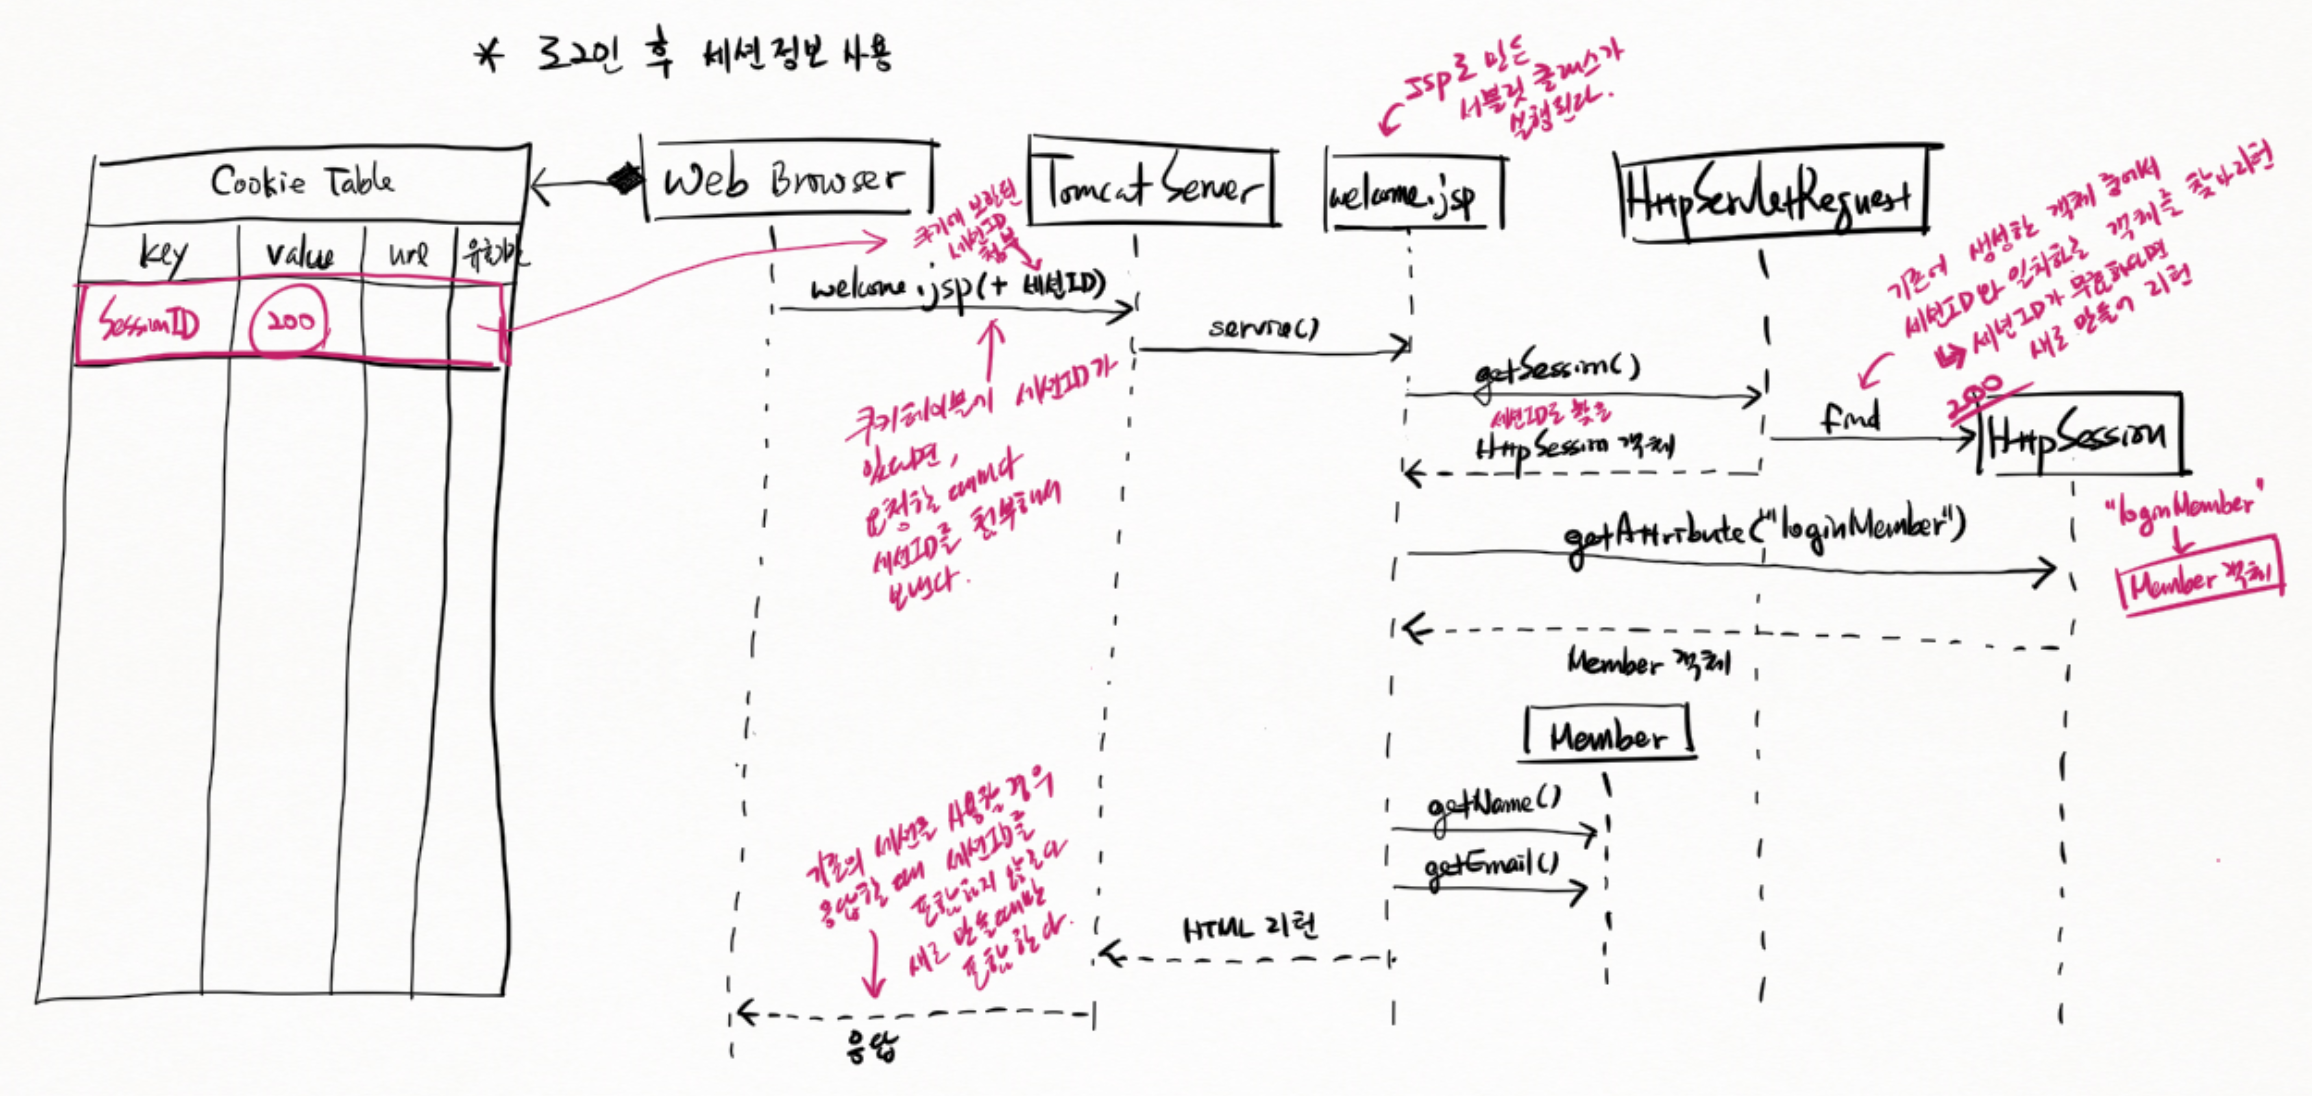 * 로그인 후 세션정보 사용
JSP로 만든
서블릿 클래스가
실행된다.
Cookie Table
Web Browser
Tomcat Server
welcome.jsp
HttpServletRequest
key
value
url
유효기간
SessionID
200
쿠키에 보관된
세션ID
첨부
welcome.jsp(+ 세션ID)
service()
기존에 생성한 객체 중에서
세션ID와 일치하는 객체를 찾아 리턴
세션ID가 무효하다면
새로 만들어 리턴
getSession()
세션ID로 찾은
HttpSession 객체
find
200
HttpSession
쿠키테이블에 세션ID가
있다면,
요청할 때마다
세션ID를 첨부해서
보낸다.
getAttribute("loginMember")
"loginMember"
Member 객체
Member 객체
Member
getName()
getEmail()
기존의 세션을 사용할 경우
응답할 때 세션ID를
포함하지 않는다
새로 만들때만
포함한다.
HTML 리턴
응답